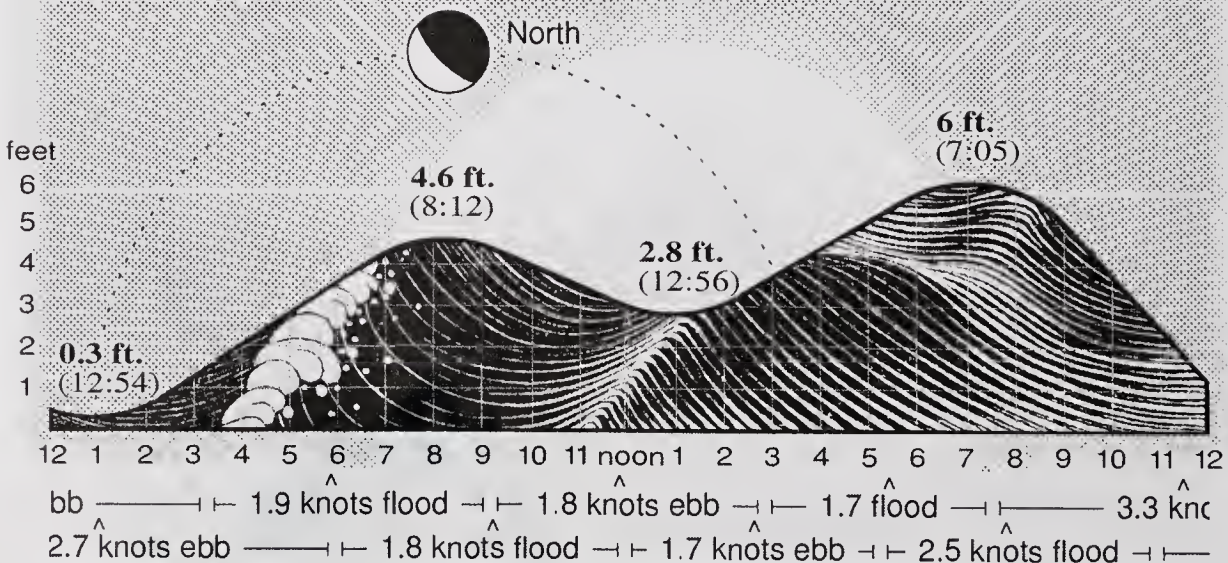 North
6 ft.
(7:05)
feet
4.6 ft.
(8:12)
6
5
2.8 ft.
(12:56)
4
3
2
0.3 ft.
(12:54)
1
12 1 2 3 4 5 6 7 8 9 10 11 noon 1 2 3 4 5 6 7 8 9 10 11 12
bb 1.9 knots flood 1.8 knots ebb 1.7 flood 3.3 knc
2.7 knots ebb 1.8 knots flood 1.7 knots ebb 2.5 knots flood